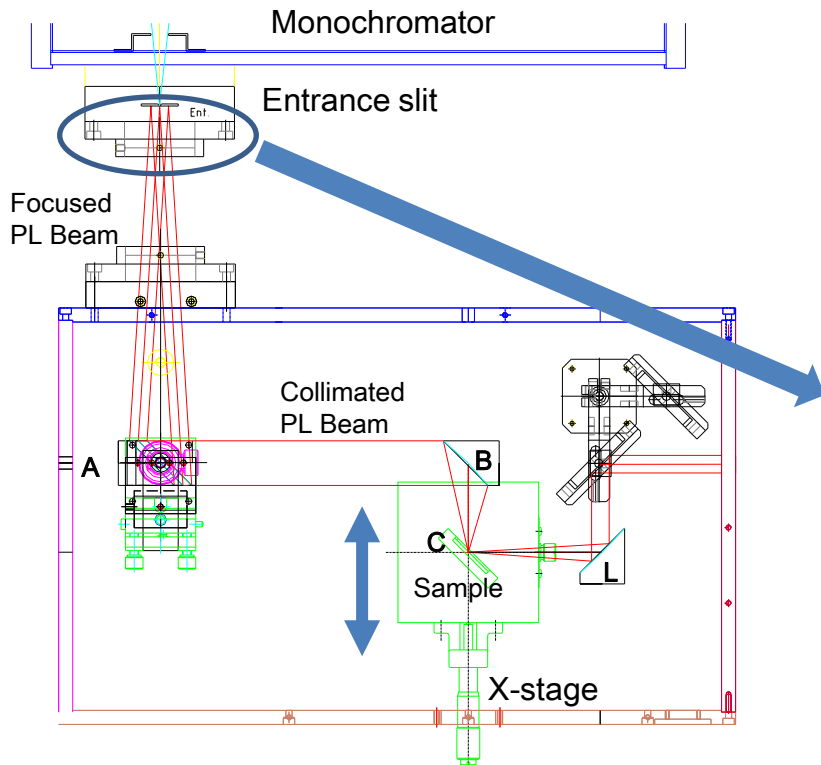 Monochromator
Entrance slit
Ent.
Focused
PL Beam
Collimated
PL Beam
A
B
C
Sample
L
X-stage